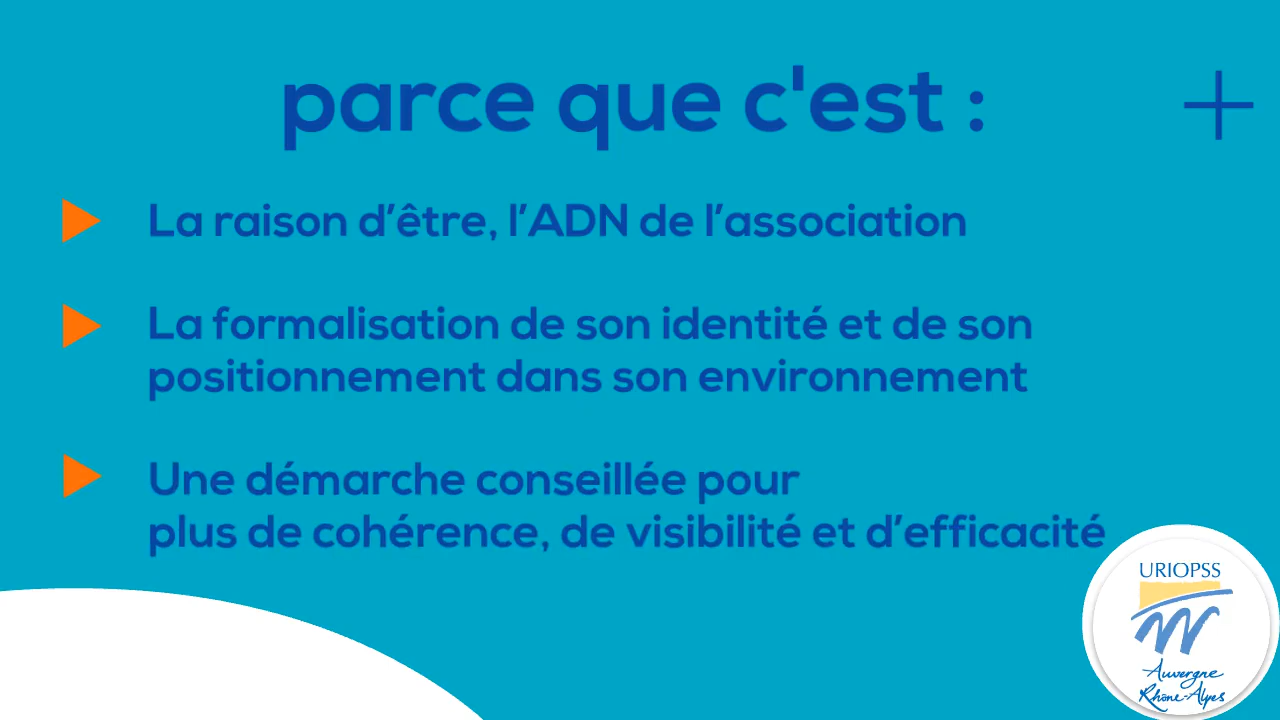 parce que c'est :
La raison d’être, l’ADN de l’association
La formalisation de son identité et de son
positionnement dans son environnement
Une démarche conseillée pour
plus de cohérence, de visibilité et d’efficacité
URIOPSS
Auvergne
Rhône-Alpes